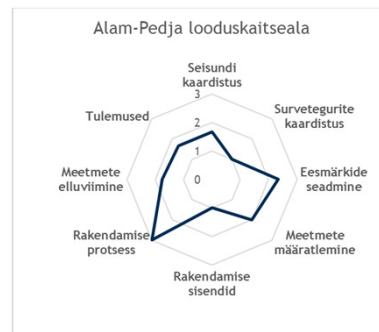 Alam-Pedja looduskaitseala
Seisundi
kaardistus
Survetegurite
kaardistus
Eesmärkide
seadmine
Meetmete
määratlemine
Rakendamise
sisendid
Rakendamise
protsess
Meetmete
elluviimine
Tulemused
3
2
1
0